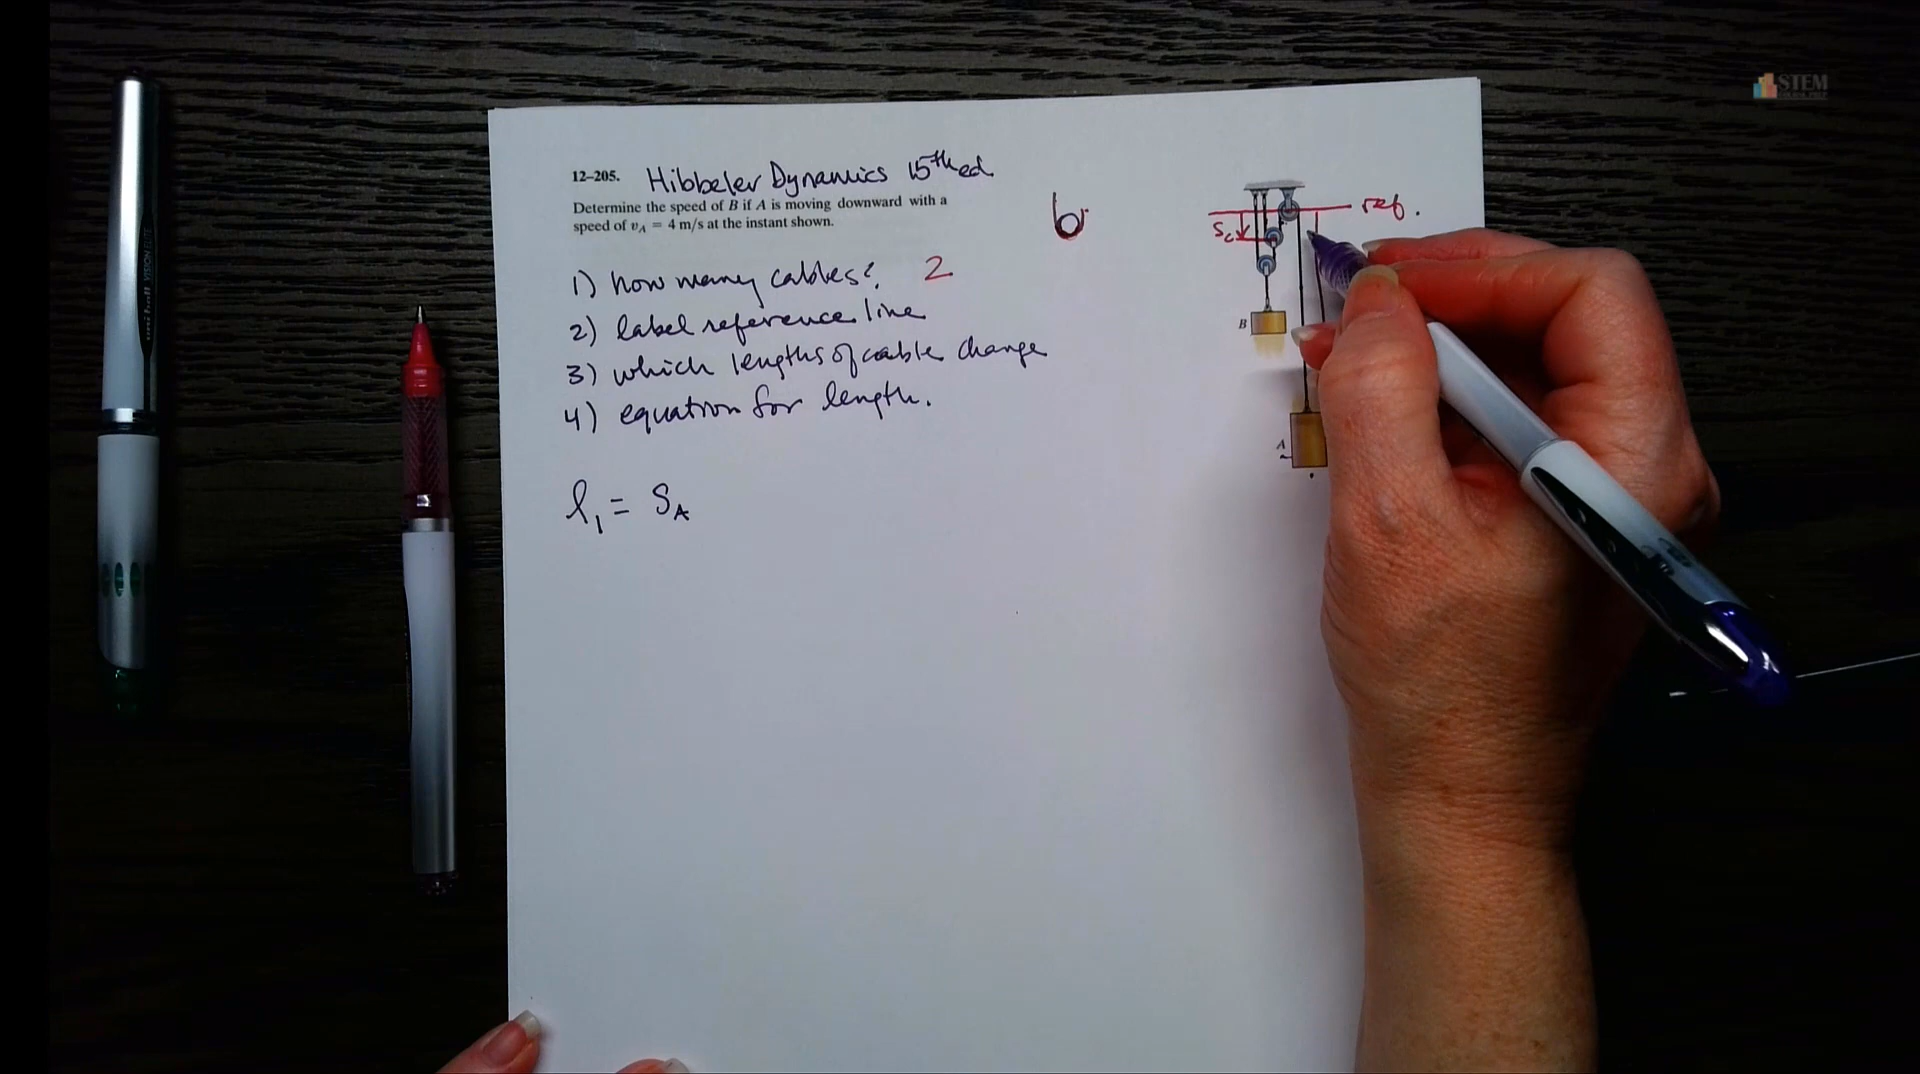 STEM
12–205. Hibbeler Dynamics 15th ed.
Determine the speed of B if A is moving downward with a
speed of vA = 4 m/s at the instant shown.
6
ref.
Sc
1) how many cables? 2
2) label reference line
3) which lengths of cable change
4) equation for length.
B
A
l1 = SA